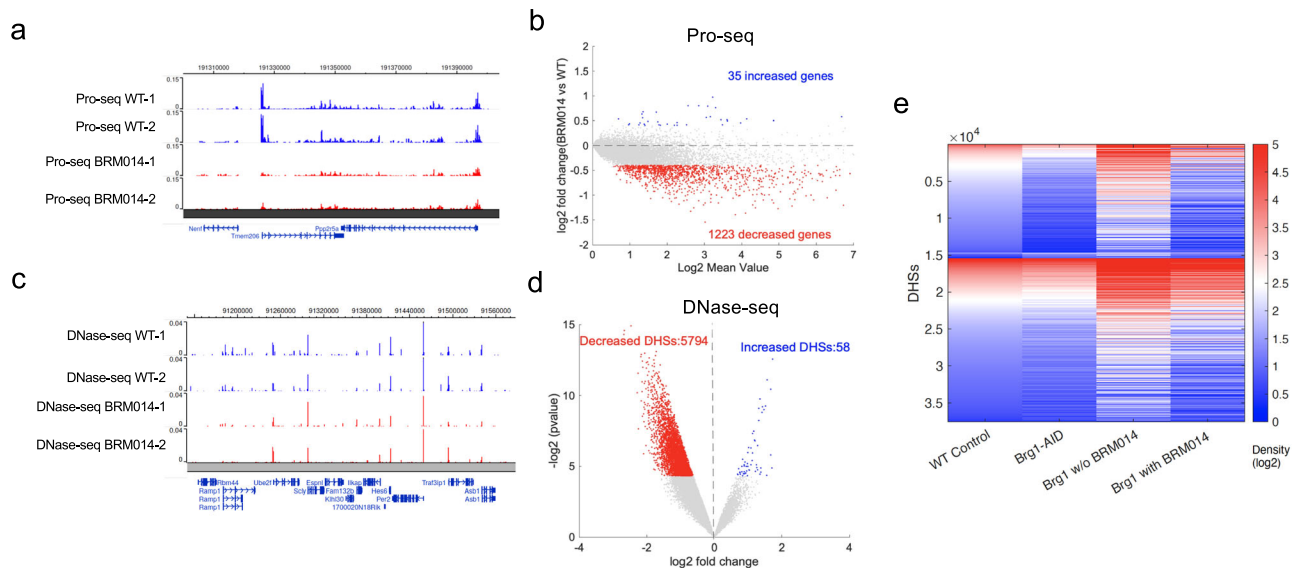 a
191310000 191330000 191350000 191370000 191390000
0.15
Pro-seq WT-1
0
0.15
Pro-seq WT-2
0
0.15
Pro-seq BRM014-1
0
0.15
Pro-seq BRM014-2
0
Nenf
Tmem206
Ppp2r5a
b
Pro-seq
log2 fold change(BRM014 vs WT)
2
1.5
1
0.5
0
-0.5
-1
-1.5
-2
35 increased genes
1223 decreased genes
0 1 2 3 4 5 6 7
Log2 Mean Value
c
91200000 91260000 91320000 91380000 91440000 91500000 91560000
0.04
DNase-seq WT-1
0
0.04
DNase-seq WT-2
0
0.04
DNase-seq BRM014-1
0
0.04
DNase-seq BRM014-2
0
Rbm44 Ube2f Espnl Ilkap Hes6 Traf3ip1 Asb1
Ramp1 Scly Fam132b Per2 Asb1
Ramp1 Klhl30
Ramp1 1700020N18Rik
d
DNase-seq
-log2 (pvalue)
15
10
5
0
Decreased DHSs:5794
Increased DHSs:58
-4 -2 0 2 4
log2 fold change
e
×10⁴
DHSs
0.5
1
1.5
2
2.5
3
3.5
WT Control
Brg1-AID
Brg1 w/o BRM014
Brg1 with BRM014
5
4.5
4
3.5
3
2.5
2
1.5
1
0.5
0
Density
(log2)